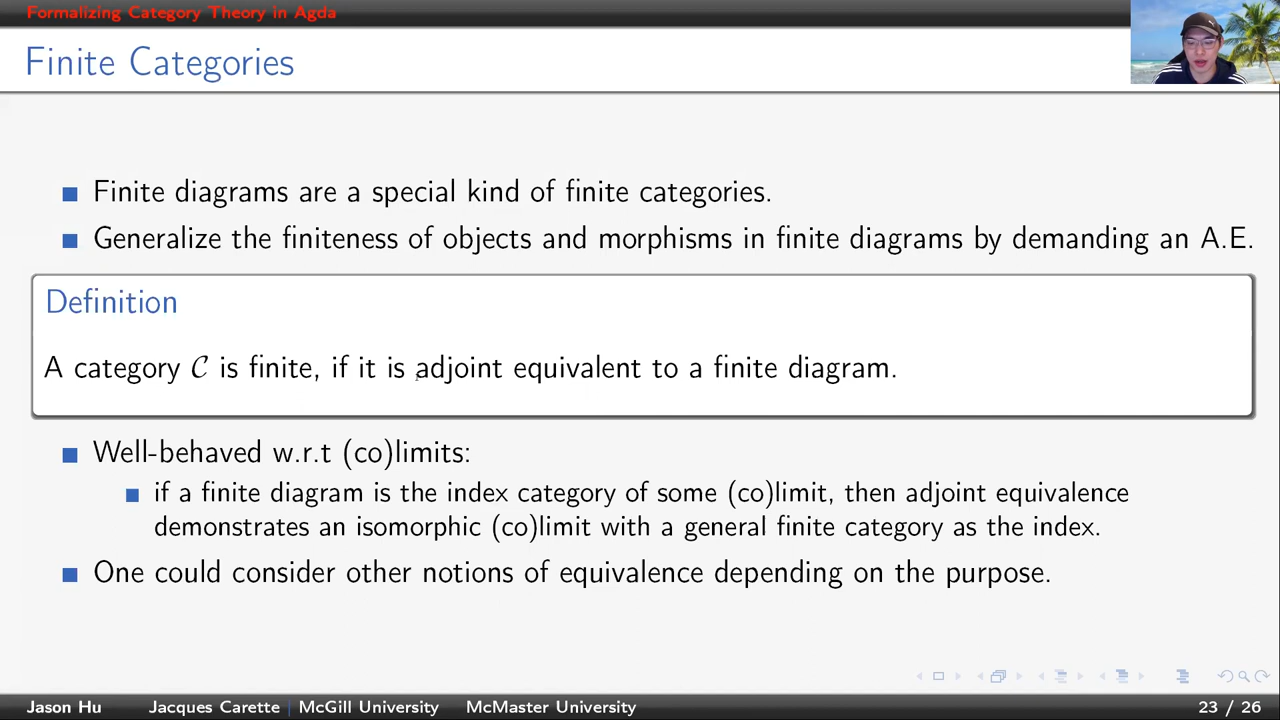 Formalizing Category Theory in Agda
Finite Categories
Finite diagrams are a special kind of finite categories.
Generalize the finiteness of objects and morphisms in finite diagrams by demanding an A.E.
Definition
A category 𝒞 is finite, if it is adjoint equivalent to a finite diagram.
Well-behaved w.r.t (co)limits:
if a finite diagram is the index category of some (co)limit, then adjoint equivalence
demonstrates an isomorphic (co)limit with a general finite category as the index.
One could consider other notions of equivalence depending on the purpose.
Jason Hu Jacques Carette McGill University McMaster University 23 / 26